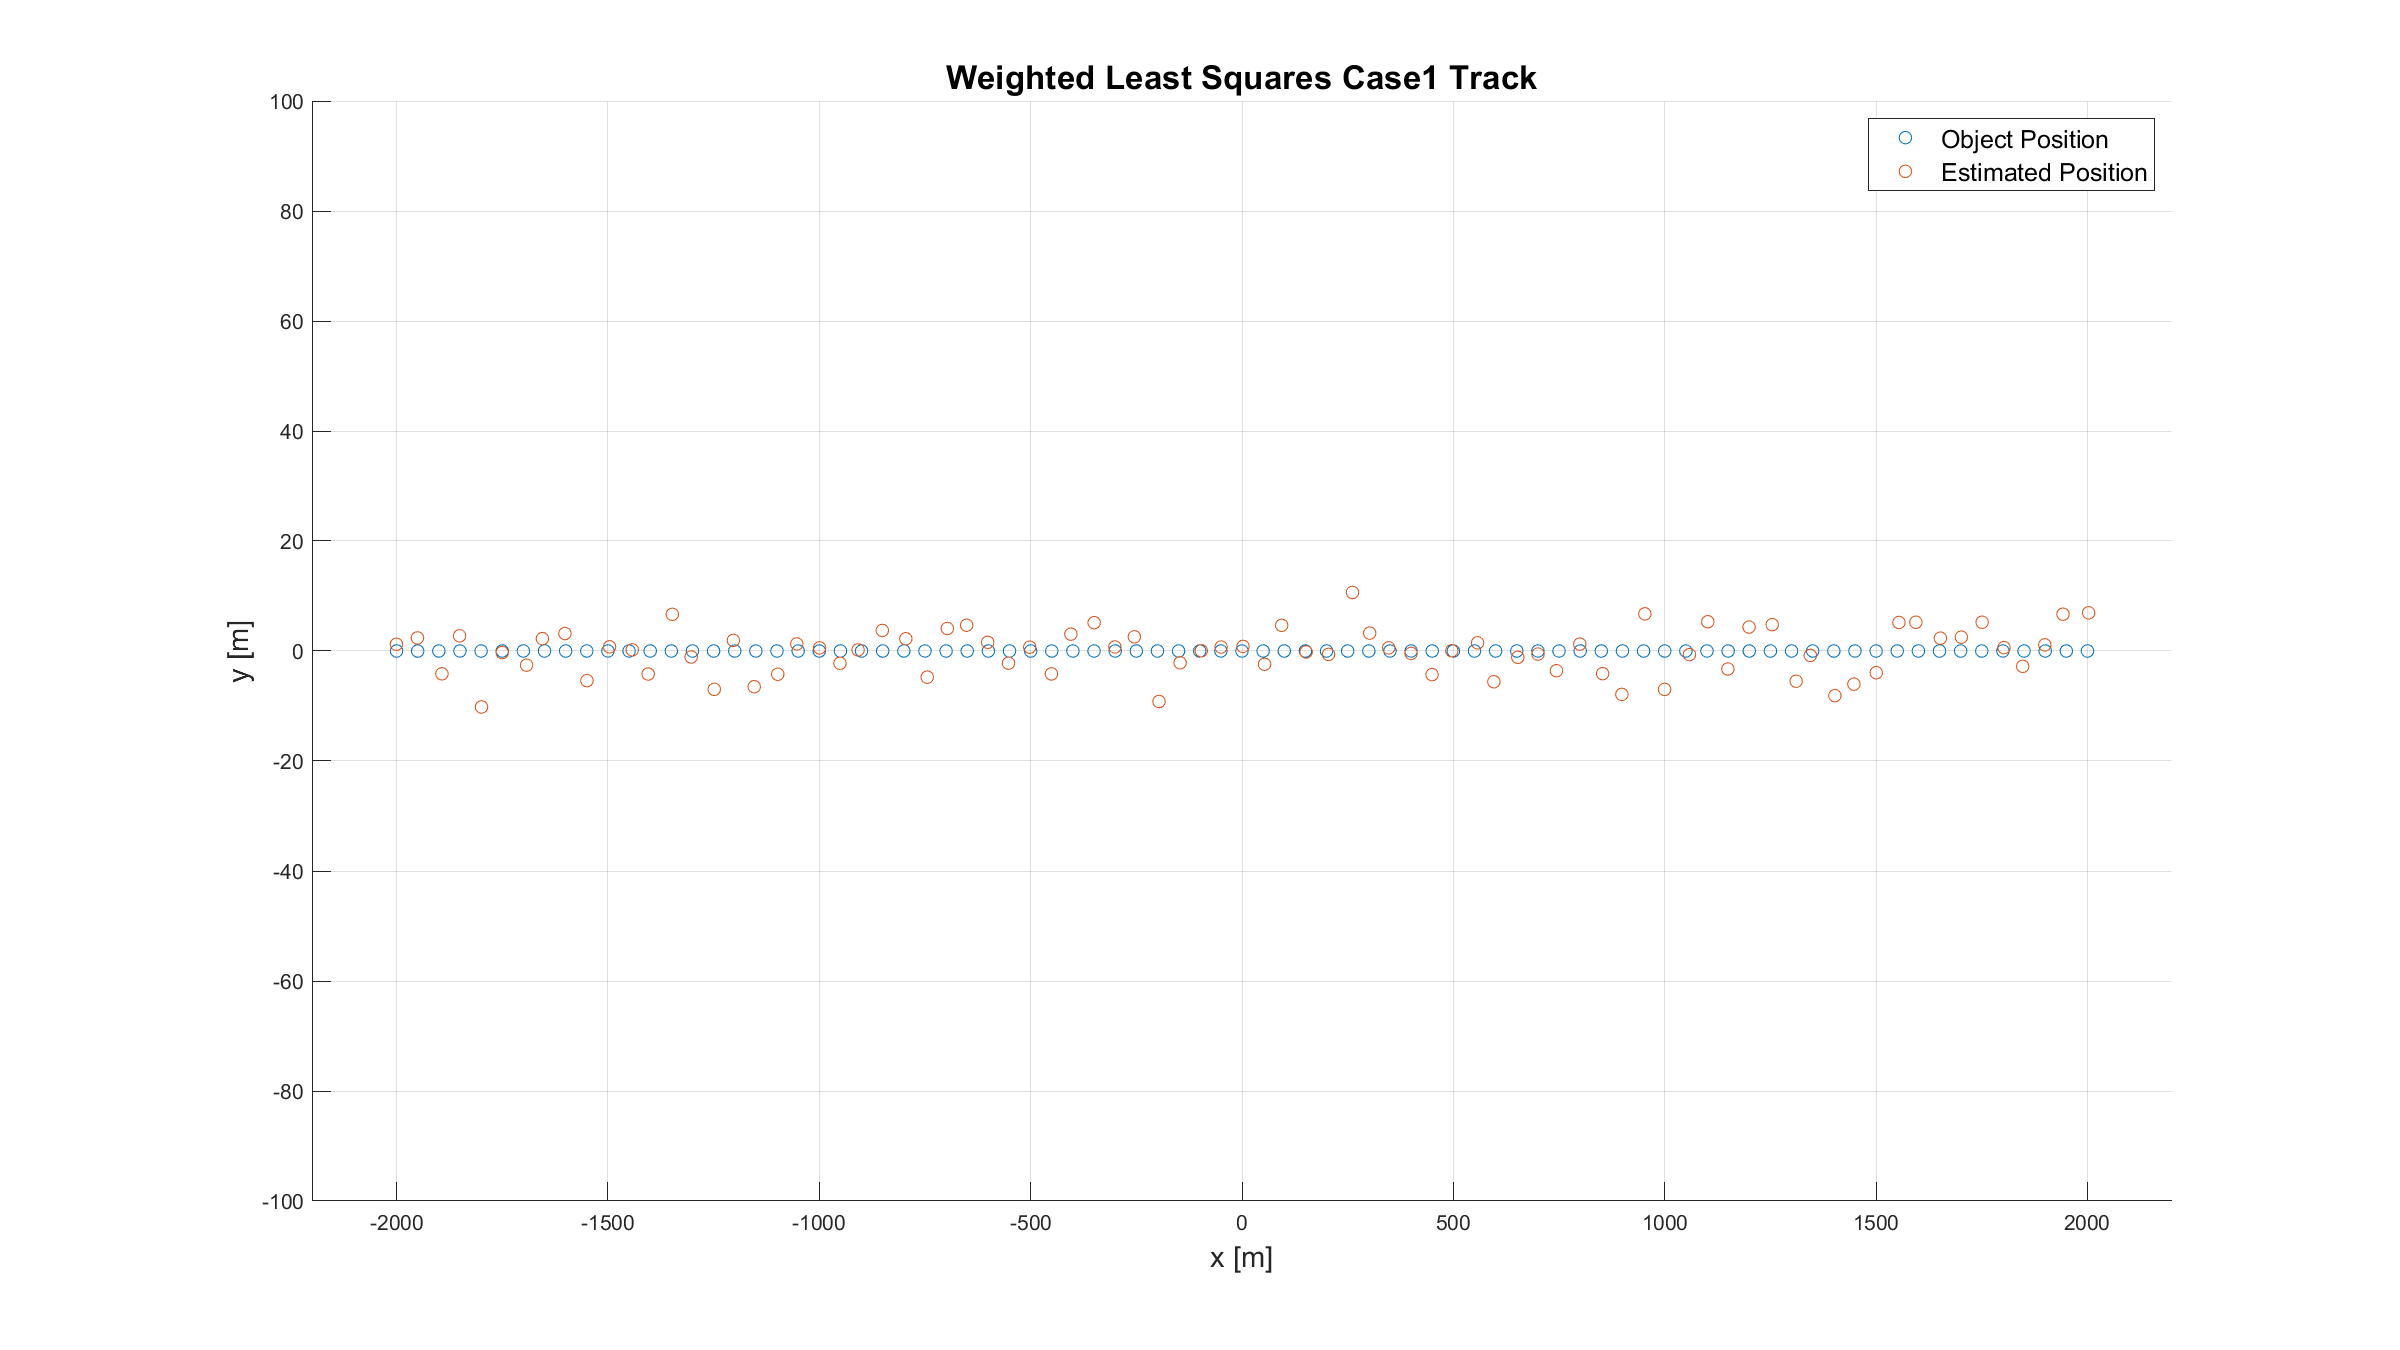 Weighted Least Squares Case1 Track
Object Position
Estimated Position
100
80
60
40
20
0
-20
-40
-60
-80
-100
y [m]
-2000 -1500 -1000 -500 0 500 1000 1500 2000
x [m]